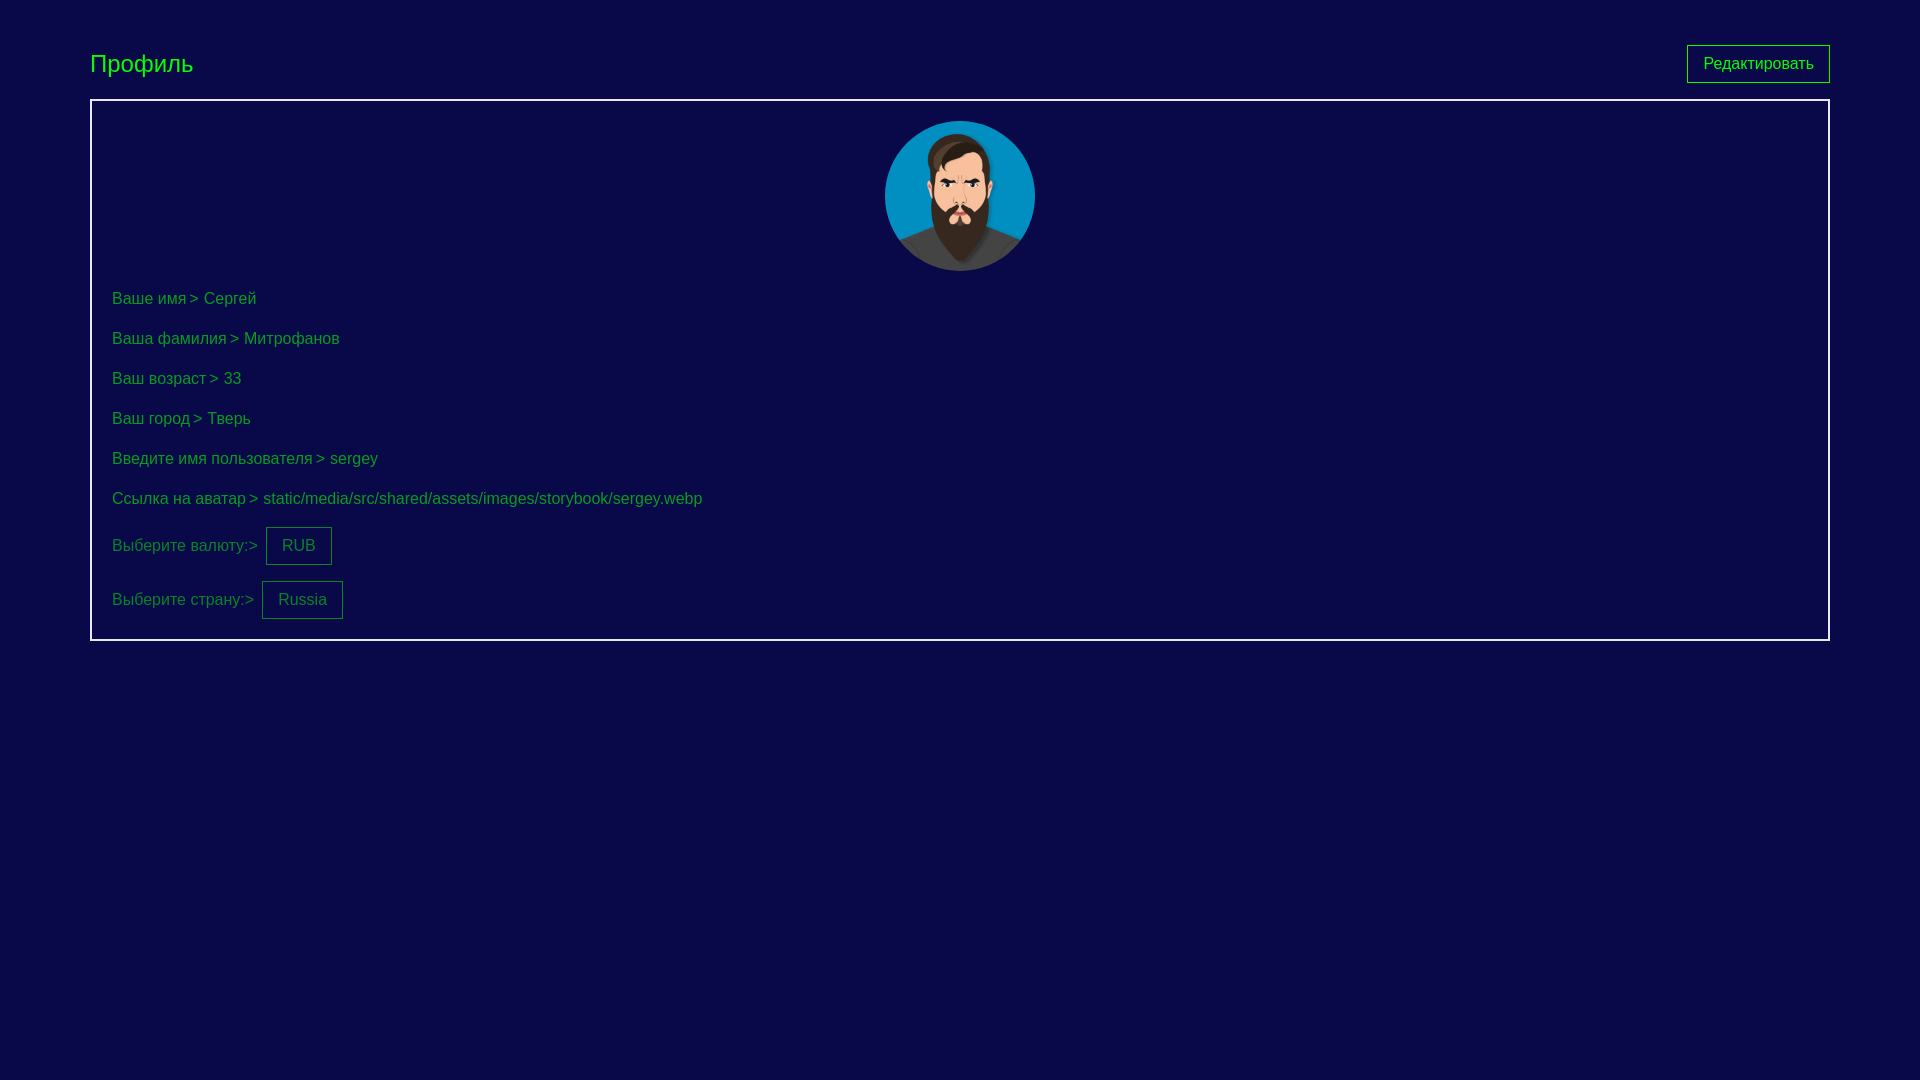 Профиль
Редактировать
Ваше имя > Сергей
Ваша фамилия > Митрофанов
Ваш возраст > 33
Ваш город > Тверь
Введите имя пользователя > sergey
Ссылка на аватар > static/media/src/shared/assets/images/storybook/sergey.webp
Выберите валюту:> RUB
Выберите страну:> Russia